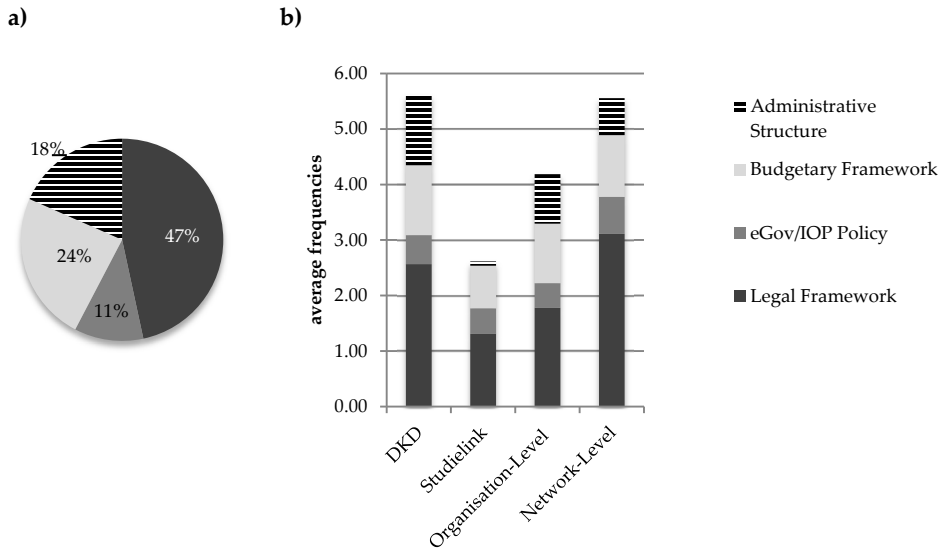 a)
18%
47%
24%
11%
b)
average frequencies
6.00
5.00
4.00
3.00
2.00
1.00
0.00
DKD
Studielink
Organisation-Level
Network-Level
Administrative
Structure
Budgetary Framework
eGov/IOP Policy
Legal Framework